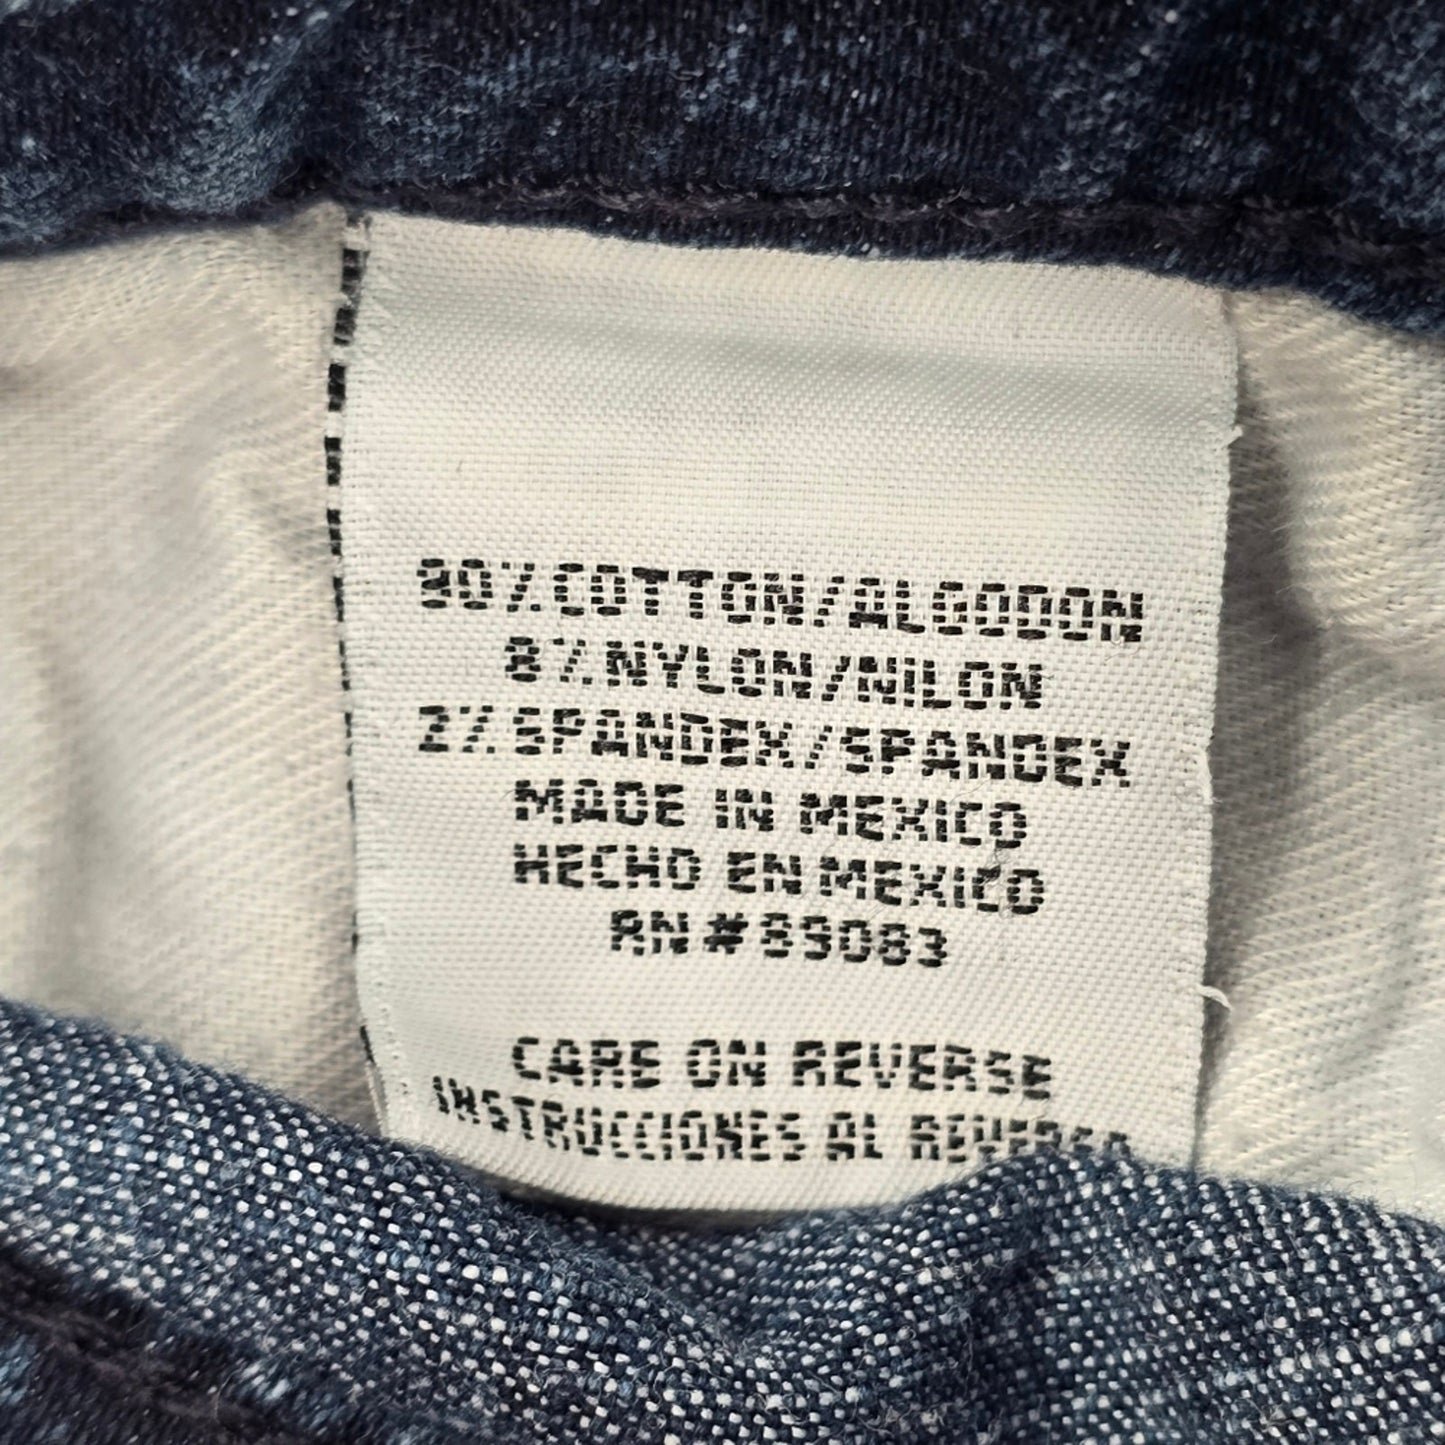 90% COTTON/ALGODON
8% NYLON/NILON
2% SPANDEX/SPANDEX
MADE IN MEXICO
HECHO EN MEXICO
RN#89083
CARE ON REVERSE
INSTRUCCIONES AL REVERSA